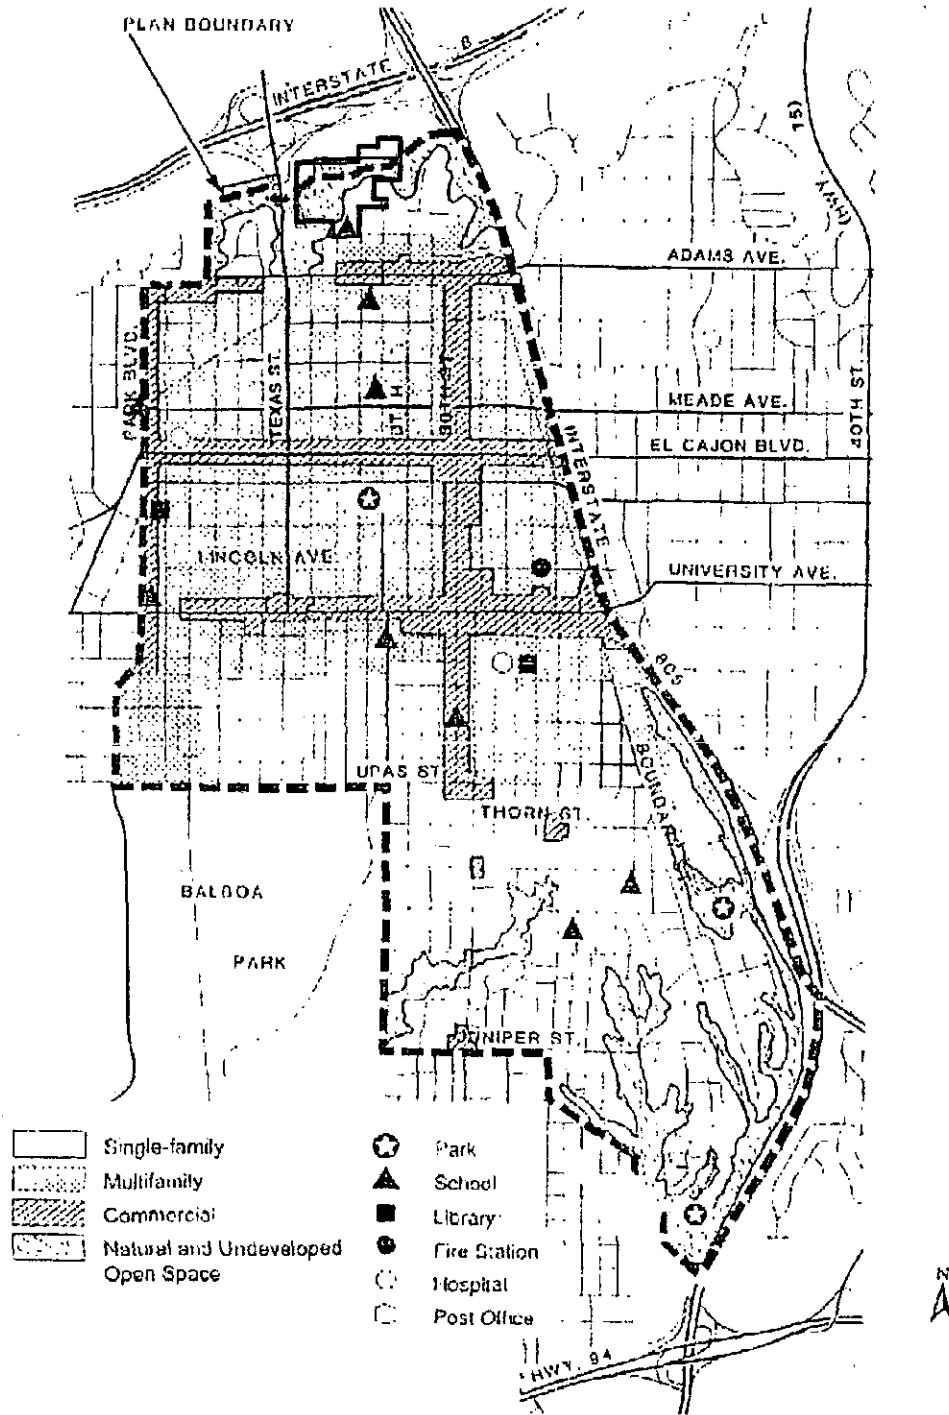 PLAN BOUNDARY
INTERSTATE 8
15)
(HWY
ADAMS AVE.
PARK BLVD.
TEXAS ST.
30TH ST.
MEADE AVE.
40TH ST.
EL CAJON BLVD.
INTERSTATE
LINCOLN AVE.
UNIVERSITY AVE.
805
UPAS ST.
BOUNDARY
THORN ST.
BALBOA
PARK
JUNIPER ST.
Single-family
Multifamily
Commercial
Natural and Undeveloped
Open Space
Park
School
Library
Fire Station
Hospital
Post Office
N
HWY. 94